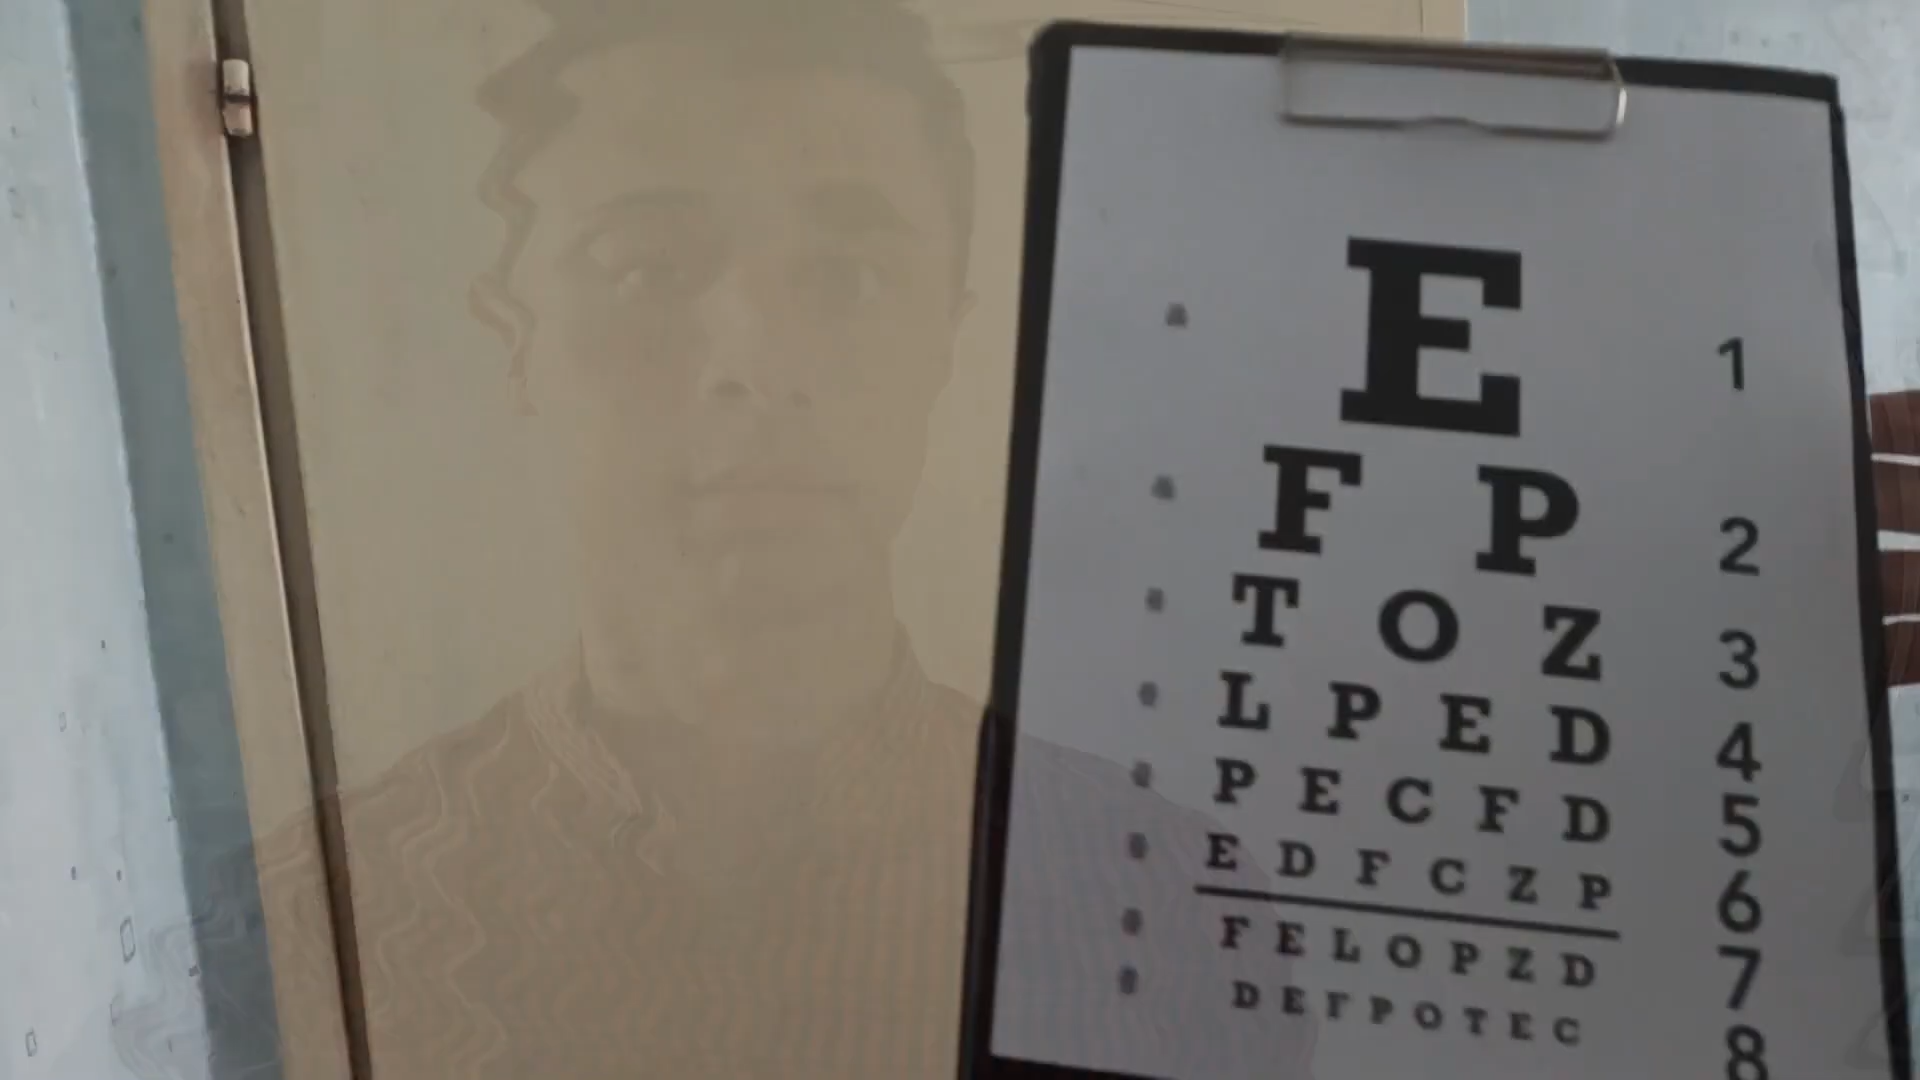 E 1
F P 2
T O Z 3
L P E D 4
P E C F D 5
E D F C Z P 6
F E L O P Z D 7
D E F P O T E C 8